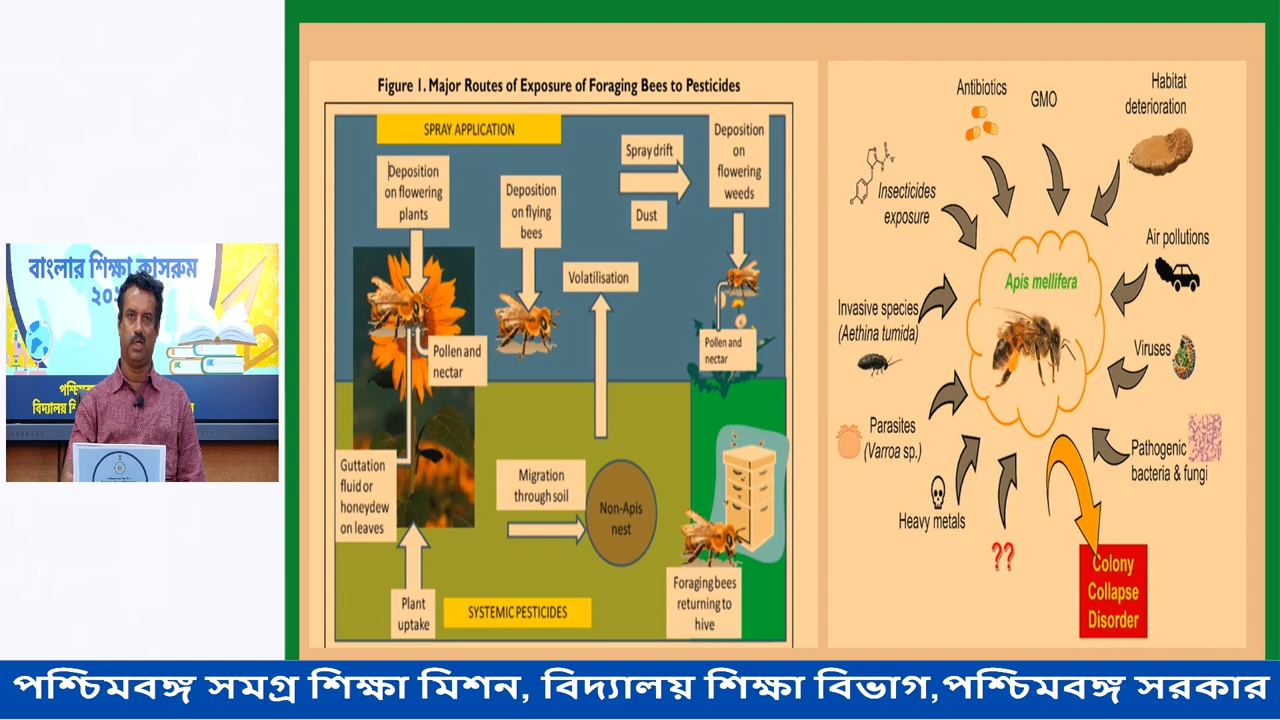 বাংলার শিক্ষা ক্লাসরুম
Figure 1. Major Routes of Exposure of Foraging Bees to Pesticides
SPRAY APPLICATION
Deposition
on flowering
plants
Deposition
on flying
bees
Spray drift
Dust
Deposition
on
flowering
weeds
Volatilisation
Pollen and
nectar
Pollen and
nectar
Guttation
fluid or
honeydew
on leaves
Migration
through soil
Non-Apis
nest
Plant
uptake
SYSTEMIC PESTICIDES
Foraging bees
returning to
hive
Antibiotics
GMO
Habitat
deterioration
Insecticides
exposure
Air pollutions
Apis mellifera
Invasive species
(Aethina tumida)
Viruses
Parasites
(Varroa sp.)
Pathogenic
bacteria & fungi
Heavy metals
??
Colony
Collapse
Disorder
পশ্চিমবঙ্গ সমগ্র শিক্ষা মিশন, বিদ্যালয় শিক্ষা বিভাগ,পশ্চিমবঙ্গ সরকার